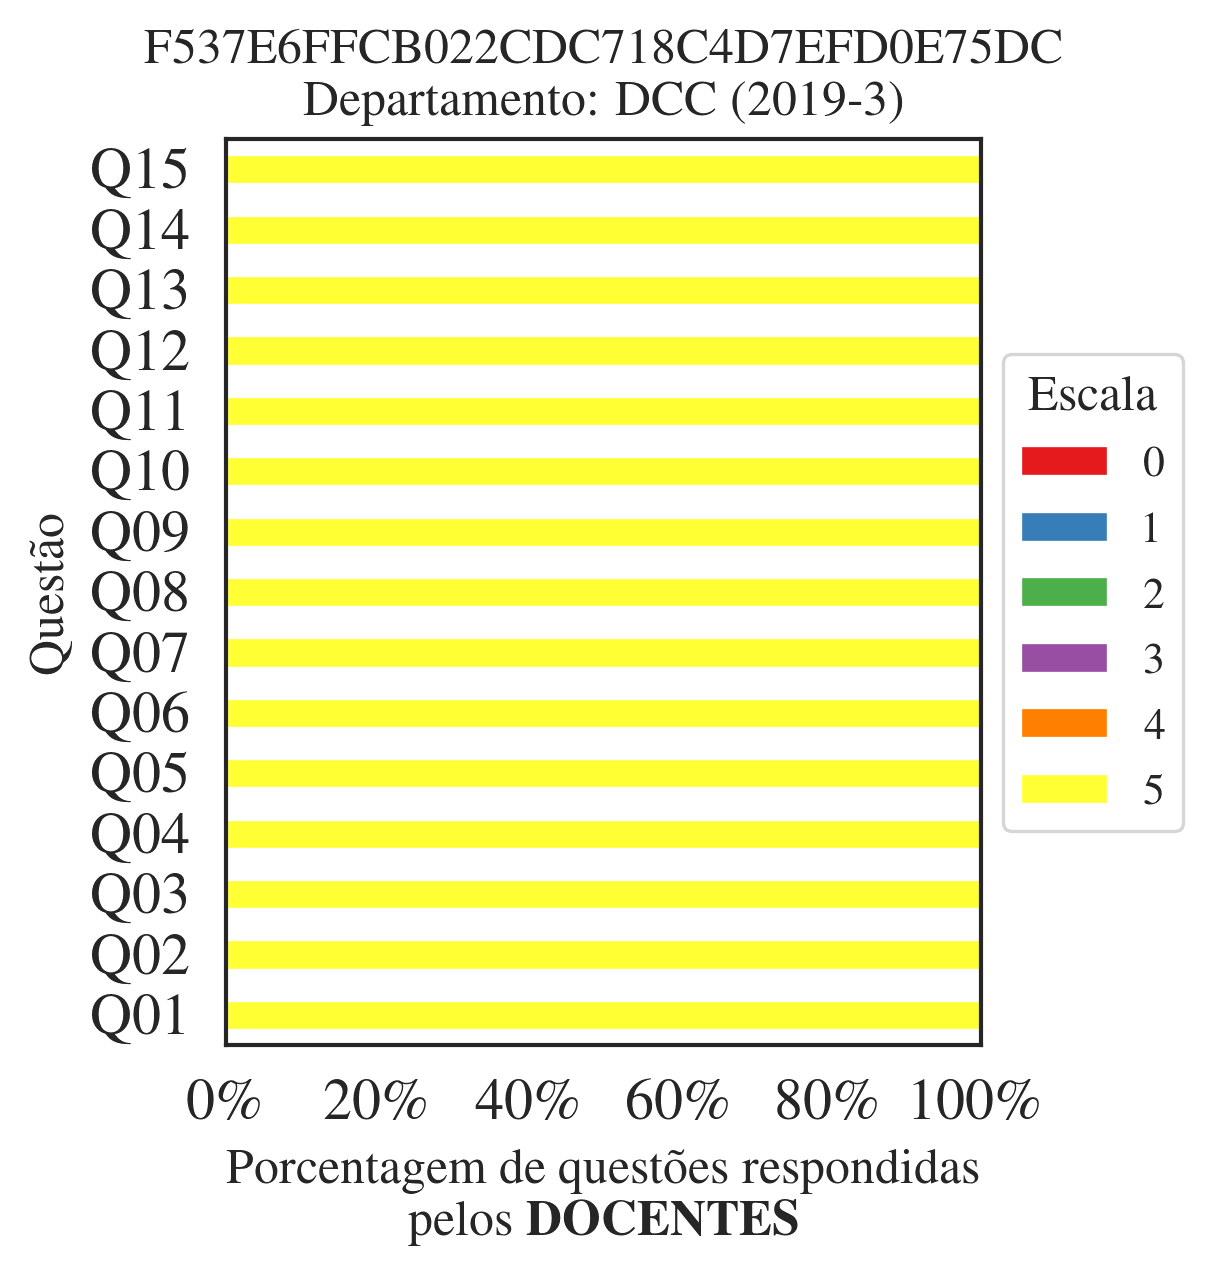 F537E6FFCB022CDC718C4D7EFD0E75DC
Departamento: DCC (2019-3)
Q15
Q14
Q13
Q12
Q11
Q10
Q09
Q08
Q07
Q06
Q05
Q04
Q03
Q02
Q01
Questão
0% 20% 40% 60% 80% 100%
Porcentagem de questões respondidas
pelos DOCENTES
Escala
0
1
2
3
4
5